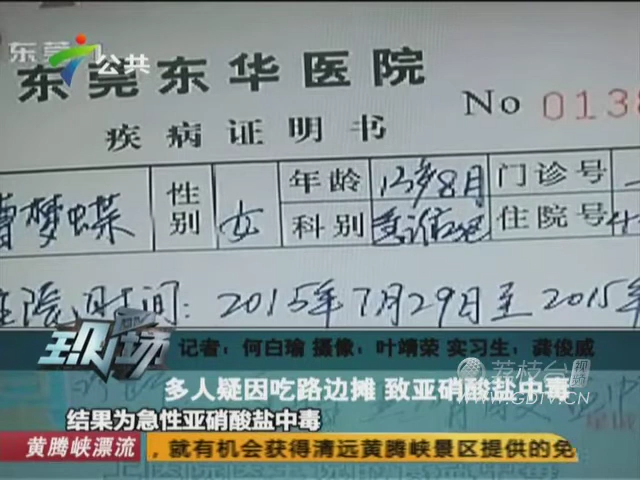 东莞 公共
东莞东华医院
疾病证明书
No 0138
曹梦蝶 性别 女 年龄 13岁8月 门诊号
科别 住院号
住院时间：2015年7月29日至2015年
现场
记者：何白瑜 摄像：叶靖荣 实习生：龚俊威
多人疑因吃路边摊 致亚硝酸盐中毒
荔枝台 视频
www.GDTV.CN
结果为急性亚硝酸盐中毒
黄腾峡漂流 ，就有机会获得清远黄腾峡景区提供的免